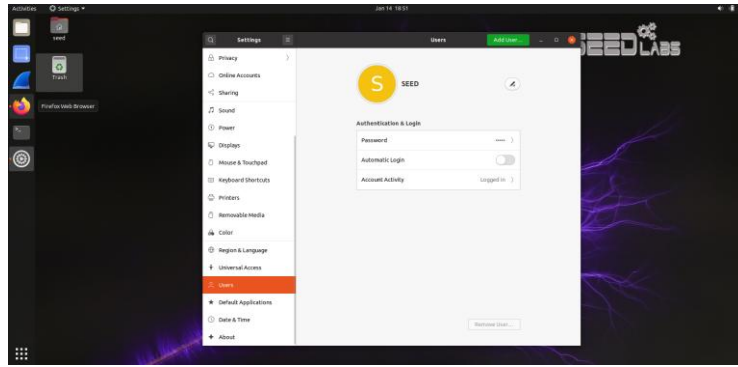 Activities Settings Jan 14 18:51
seed
Trash
Firefox Web Browser
SEEDLABS
Settings Users Add User...
Privacy
Online Accounts
Sharing
Sound
Power
Displays
Mouse & Touchpad
Keyboard Shortcuts
Printers
Removable Media
Color
Region & Language
Universal Access
Users
Default Applications
Date & Time
About
S SEED
Authentication & Login
Password
Automatic Login
Account Activity Logged in
Remove User...